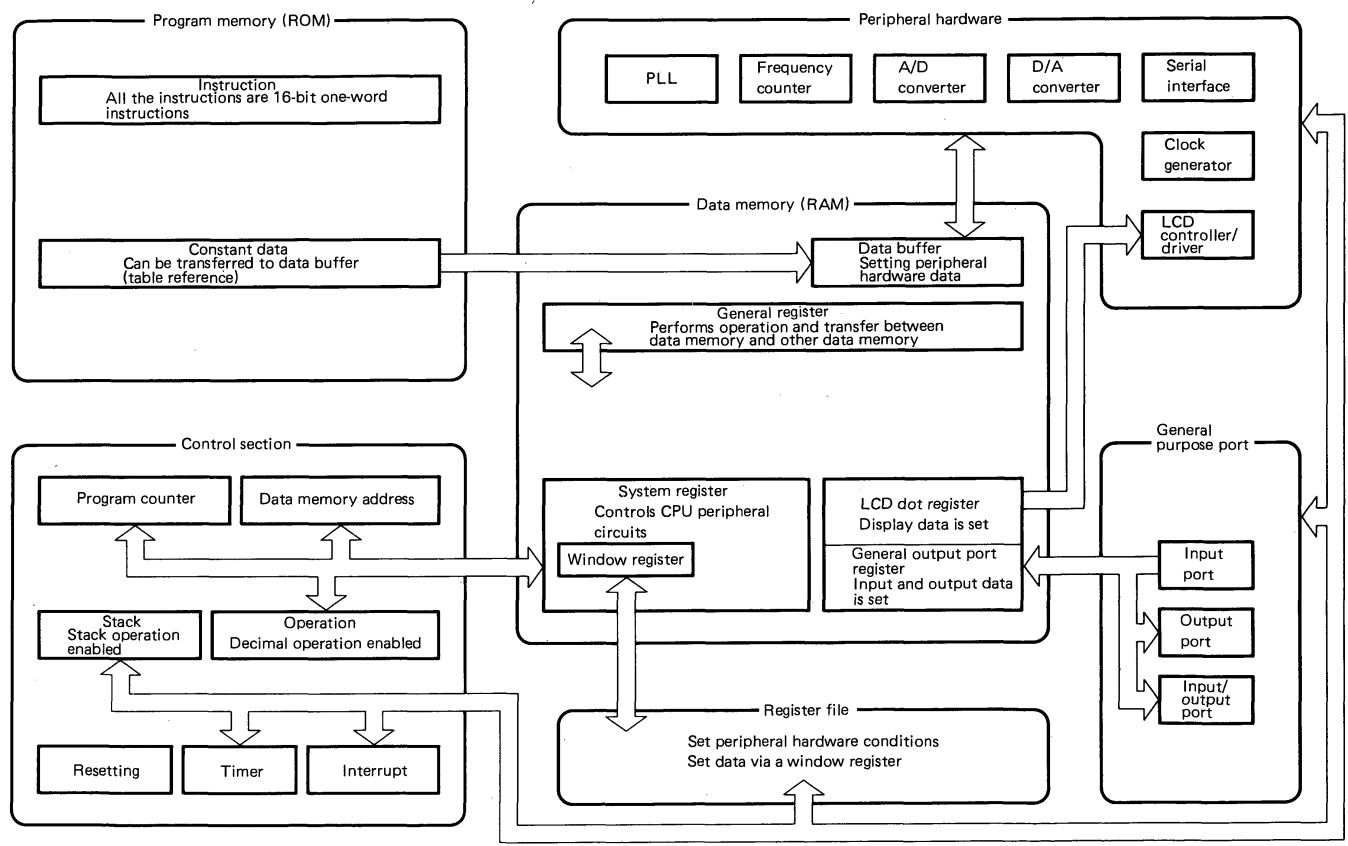 Program memory (ROM)
Instruction
All the instructions are 16-bit one-word
instructions
Constant data
Can be transferred to data buffer
(table reference)
Peripheral hardware
PLL
Frequency
counter
A/D
converter
D/A
converter
Serial
interface
Clock
generator
LCD
controller/
driver
Data memory (RAM)
Data buffer
Setting peripheral
hardware data
General register
Performs operation and transfer between
data memory and other data memory
System register
Controls CPU peripheral
circuits
Window register
LCD dot register
Display data is set
General output port
register
Input and output data
is set
Control section
Program counter
Data memory address
Stack
Stack operation
enabled
Operation
Decimal operation enabled
Resetting
Timer
Interrupt
Register file
Set peripheral hardware conditions
Set data via a window register
General
purpose port
Input
port
Output
port
Input/
output
port